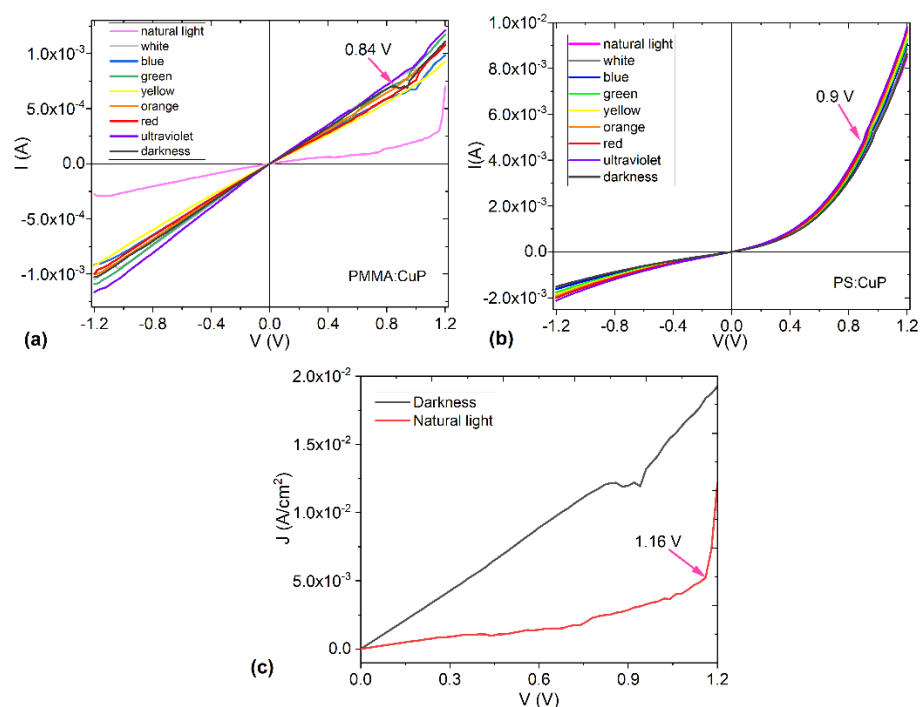 1.0x10⁻³
5.0x10⁻⁴
0.0
-5.0x10⁻⁴
-1.0x10⁻³
I (A)
natural light
white
blue
green
yellow
orange
red
ultraviolet
darkness
0.84 V
PMMA:CuP
-1.2 -0.8 -0.4 0.0 0.4 0.8 1.2
V (V)
(a)
1.0x10⁻²
8.0x10⁻³
6.0x10⁻³
4.0x10⁻³
2.0x10⁻³
0.0
-2.0x10⁻³
I(A)
natural light
white
blue
green
yellow
orange
red
ultraviolet
darkness
0.9 V
PS:CuP
-1.2 -0.8 -0.4 0.0 0.4 0.8 1.2
V(V)
(b)
2.0x10⁻²
1.5x10⁻²
1.0x10⁻²
5.0x10⁻³
0.0
J (A/cm²)
Darkness
Natural light
1.16 V
0.0 0.3 0.6 0.9 1.2
V (V)
(c)